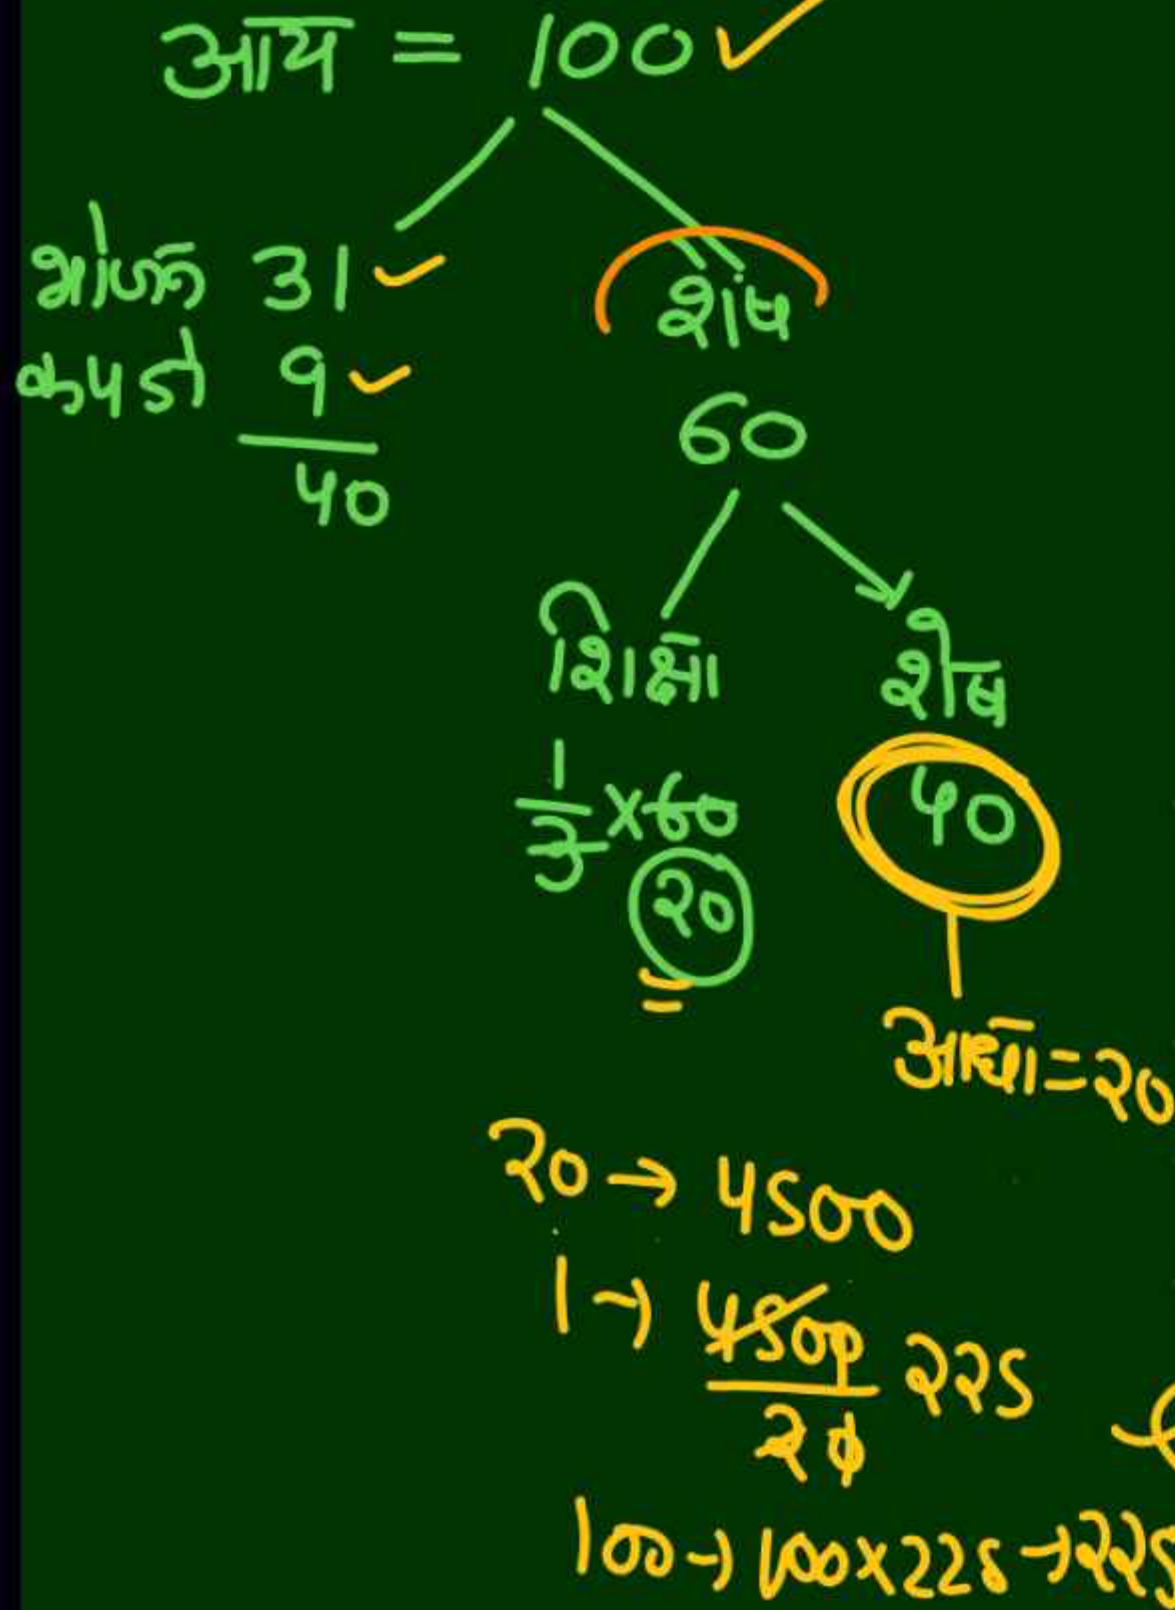 आय = 100
भोजन 31
शेष
कपडो 9
60
40
शिक्षा
शेष
1/3 × 60
40
20
आधा = 20
20 → 4500
1 → 4500/20 225
100 → 100 × 225 → 225